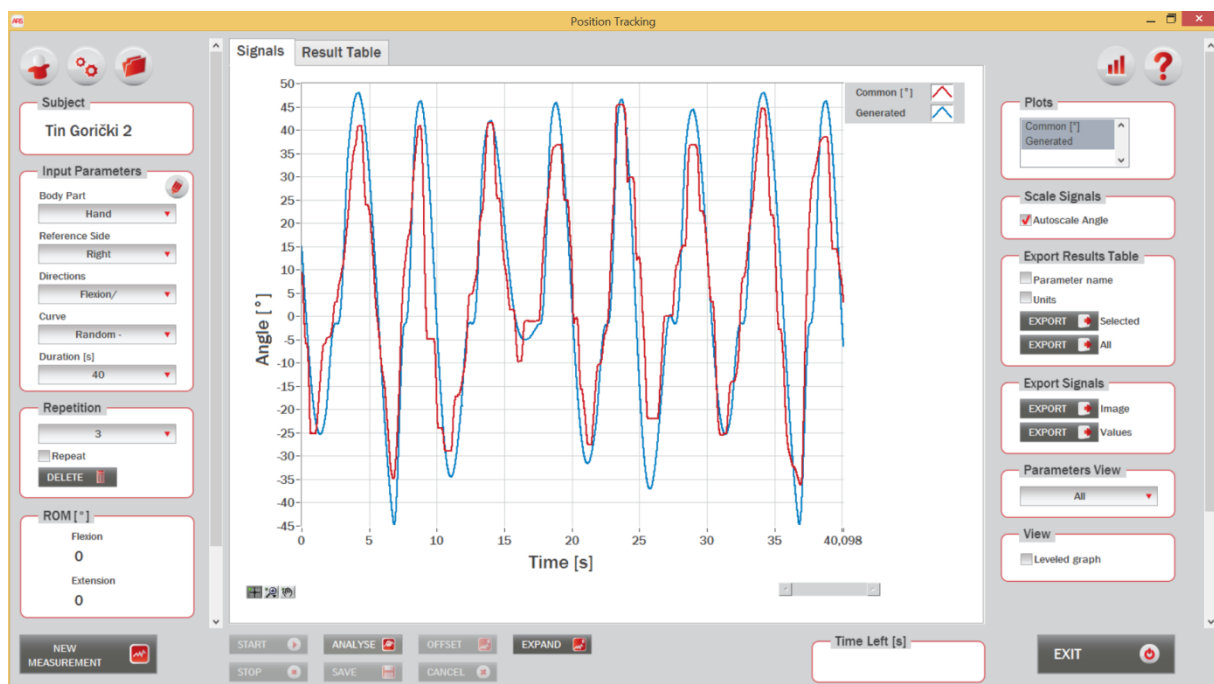 ARS
Position Tracking
Subject
Tin Gorički 2
Input Parameters
Body Part
Hand
Reference Side
Right
Directions
Flexion/
Curve
Random -
Duration [s]
40
Repetition
3
Repeat
DELETE
ROM [°]
Flexion
0
Extension
0
NEW
MEASUREMENT
Signals
Result Table
Angle [°]
50
45
40
35
30
25
20
15
10
5
0
-5
-10
-15
-20
-25
-30
-35
-40
-45
0
5
10
15
20
25
30
35
40,098
Time [s]
Common [°]
Generated
START
ANALYSE
OFFSET
EXPAND
STOP
SAVE
CANCEL
Time Left [s]
Plots
Common [°]
Generated
Scale Signals
Autoscale Angle
Export Results Table
Parameter name
Units
EXPORT Selected
EXPORT All
Export Signals
EXPORT Image
EXPORT Values
Parameters View
All
View
Leveled graph
EXIT